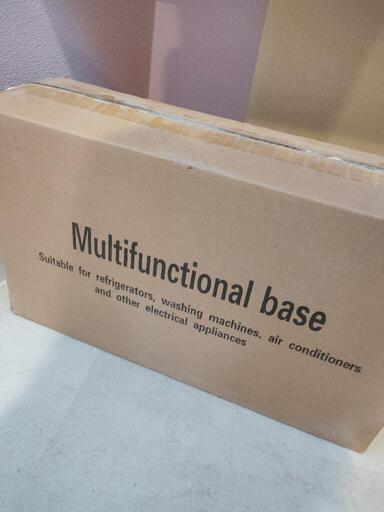 Multifunctional base
Suitable for refrigerators, washing machines, air conditioners
and other electrical appliances